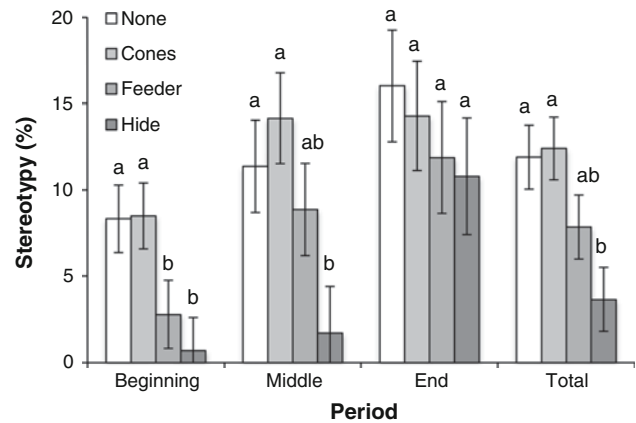 20
None
Cones
Feeder
Hide
15
10
5
0
Stereotypy (%)
a a b b
a a ab b
a a a a
a a ab b
Beginning Middle End Total
Period